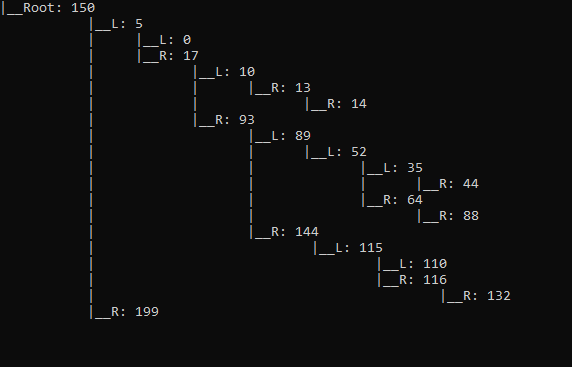 |__Root: 150
|__L: 5
| |__L: 0
| |__R: 17
| |__L: 10
| | |__R: 13
| | |__R: 14
| |__R: 93
| |__L: 89
| | |__L: 52
| | |__L: 35
| | | |__R: 44
| | |__R: 64
| | |__R: 88
| |__R: 144
| |__L: 115
| |__L: 110
| |__R: 116
| |__R: 132
|__R: 199